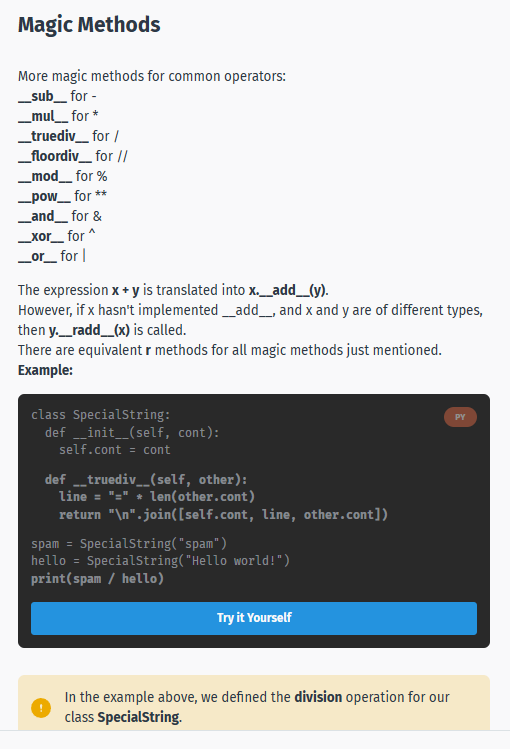 Magic Methods
More magic methods for common operators:
__sub__ for -
__mul__ for *
__truediv__ for /
__floordiv__ for //
__mod__ for %
__pow__ for **
__and__ for &
__xor__ for ^
__or__ for |
The expression x + y is translated into x.__add__(y).
However, if x hasn't implemented __add__, and x and y are of different types,
then y.__radd__(x) is called.
There are equivalent r methods for all magic methods just mentioned.
Example:
PY
class SpecialString:
  def __init__(self, cont):
    self.cont = cont
  def __truediv__(self, other):
    line = "=" * len(other.cont)
    return "\n".join([self.cont, line, other.cont])
spam = SpecialString("spam")
hello = SpecialString("Hello world!")
print(spam / hello)
Try it Yourself
! In the example above, we defined the division operation for our
class SpecialString.